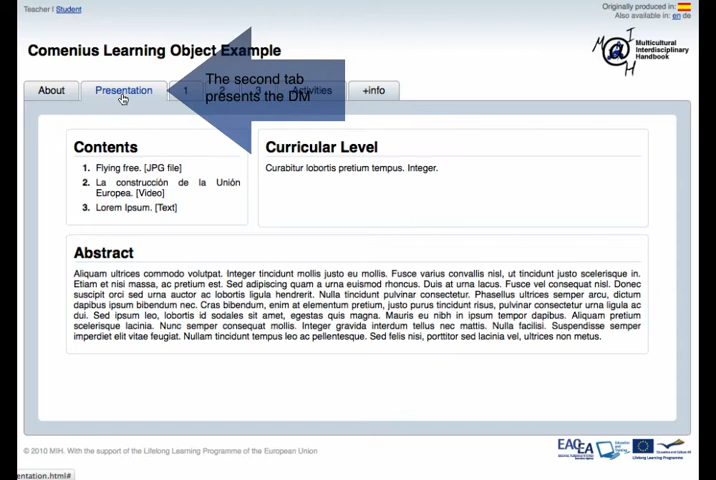 Teacher | Student
Originally produced in:
Also available in: en de
Comenius Learning Object Example
Multicultural
Interdisciplinary
Handbook
About
Presentation
1
2
3
Activities
+info
The second tab
presents the DM
Contents
1. Flying free. [JPG file]
2. La construcción de la Unión
Europea. [Video]
3. Lorem Ipsum. [Text]
Curricular Level
Curabitur lobortis pretium tempus. Integer.
Abstract
Aliquam ultrices commodo volutpat. Integer tincidunt mollis justo eu mollis. Fusce varius convallis nisl, ut tincidunt justo scelerisque in.
Etiam et nisi massa, ac pretium est. Sed adipiscing quam a urna euismod rhoncus. Duis at urna lacus. Fusce vel consequat nisl. Donec
suscipit orci sed urna auctor ac lobortis ligula hendrerit. Nulla tincidunt pulvinar consectetur. Phasellus ultrices semper arcu, dictum
dapibus ipsum bibendum nec. Cras bibendum, enim at elementum pretium, justo purus tincidunt risus, pulvinar consectetur urna ligula ac
dui. Sed ipsum leo, lobortis id sodales sit amet, egestas quis magna. Mauris eu nibh in ipsum tempor dapibus. Aliquam pretium
scelerisque lacinia. Nunc semper consequat mollis. Integer gravida interdum tellus nec mattis. Nulla facilisi. Suspendisse semper
imperdiet elit vitae feugiat. Nullam tincidunt tempus leo ac pellentesque. Sed felis nisi, porttitor sed lacinia vel, ultrices non metus.
© 2010 MIH. With the support of the Lifelong Learning Programme of the European Union
EACEA
Lifelong Learning Programme
entation.html#